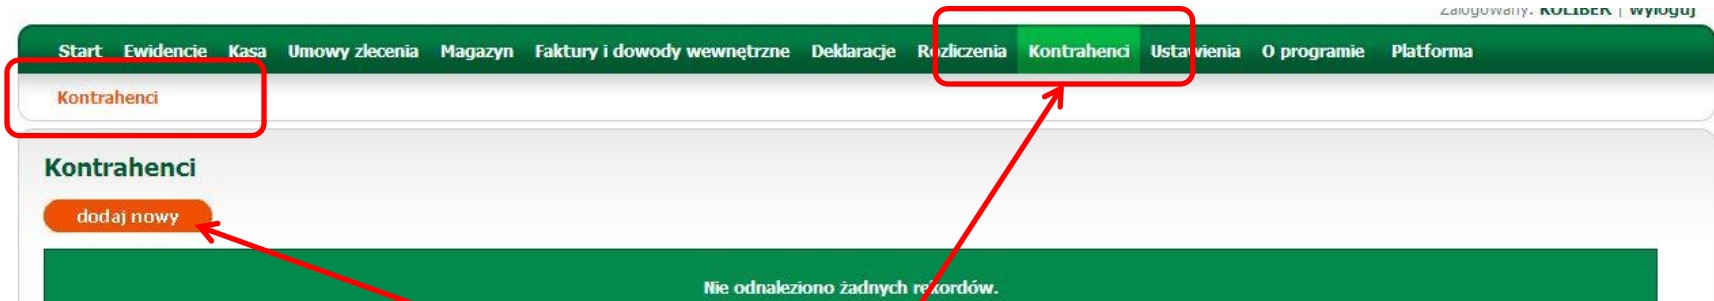 Zalogowany: KOLIBER | Wyloguj
Start Ewidencie Kasa Umowy zlecenia Magazyn Faktury i dowody wewnętrzne Deklaracje Rozliczenia Kontrahenci Ustawienia O programie Platforma
Kontrahenci
Kontrahenci
dodaj nowy
Nie odnaleziono żadnych rekordów.